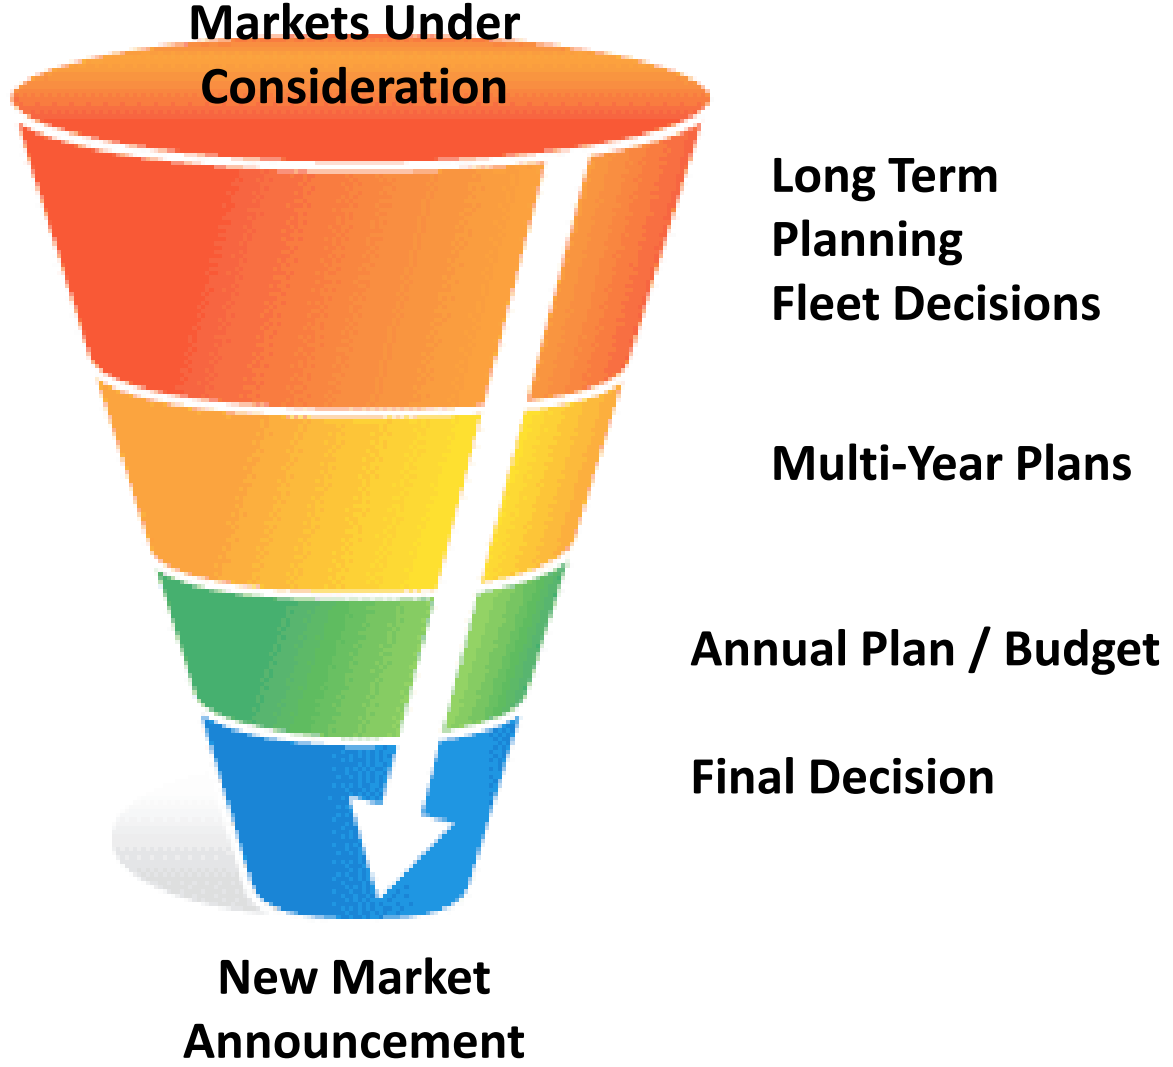 Markets Under
Consideration
Long Term
Planning
Fleet Decisions
Multi-Year Plans
Annual Plan / Budget
Final Decision
New Market
Announcement